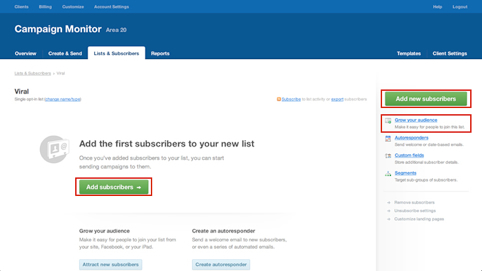 Clients Billing Customize Account Settings Help Logout
Campaign Monitor Area 20
Overview Create & Send Lists & Subscribers Reports Templates Client Settings
Lists & Subscribers › Viral
Viral
Single opt-in list (change name/type)
Subscribe to list activity, or export subscribers
Add new subscribers
Grow your audience
Make it easy for people to join this list.
Autoresponders
Send welcome or date based emails.
Custom fields
Store additional subscriber details.
Segments
Target sub-groups of subscribers.
Remove subscribers
Unsubscribe settings
Customize landing pages
Add the first subscribers to your new list
Once you've added subscribers to your list, you can start
sending campaigns to them.
Add subscribers →
Grow your audience
Make it easy for people to join your list from
your site, Facebook, or your iPad.
Attract new subscribers
Create an autoresponder
Send a welcome email to new subscribers,
or even a series of automated emails.
Create autoresponder